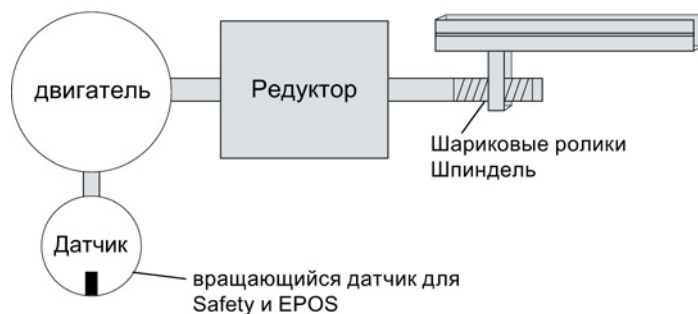 двигатель
Редуктор
Шариковые ролики
Шпиндель
Датчик
вращающийся датчик для
Safety и EPOS